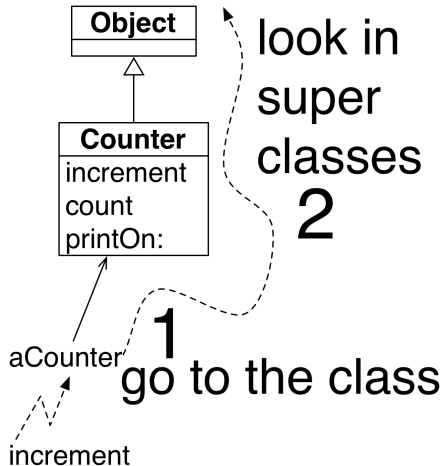 Object
look in
super
classes
2
Counter
increment
count
printOn:
1
aCounter
go to the class
increment